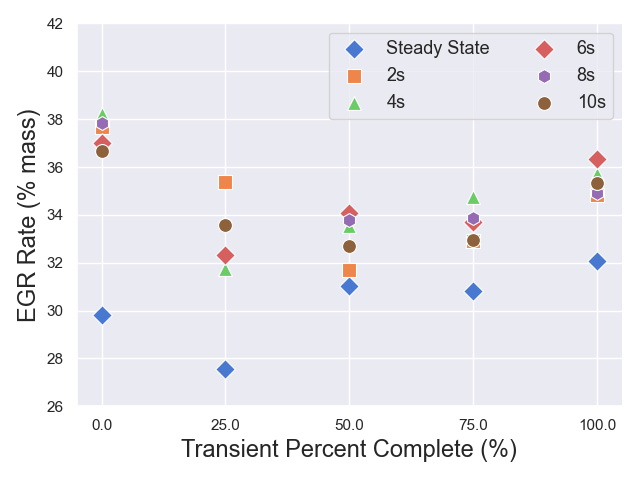 42
40
38
36
34
32
30
28
26
EGR Rate (% mass)
Steady State
2s
4s
6s
8s
10s
0.0 25.0 50.0 75.0 100.0
Transient Percent Complete (%)